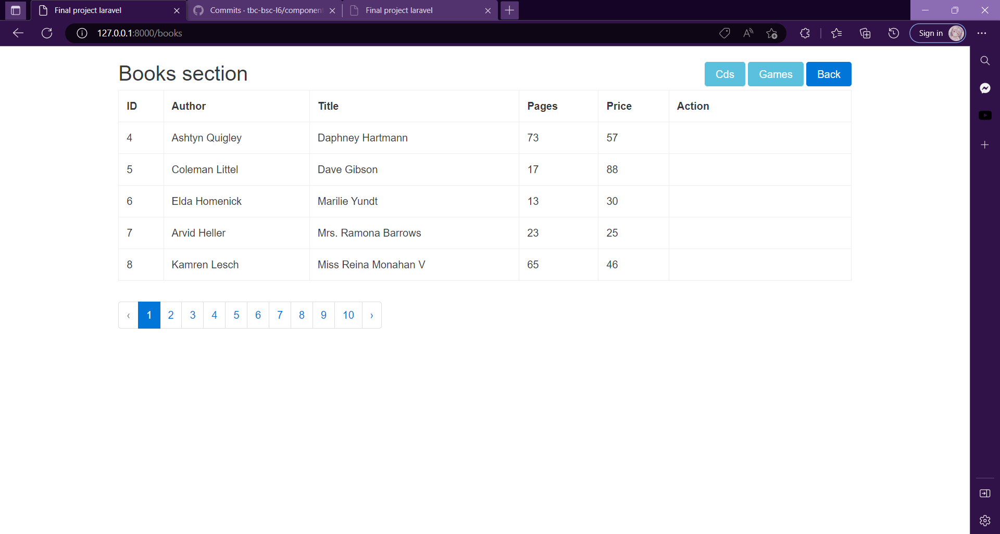 Final project laravel
Commits · tbc-bsc-l6/component
Final project laravel
127.0.0.1:8000/books
Sign in
Books section
Cds
Games
Back
ID Author Title Pages Price Action
4 Ashtyn Quigley Daphney Hartmann 73 57
5 Coleman Littel Dave Gibson 17 88
6 Elda Homenick Marilie Yundt 13 30
7 Arvid Heller Mrs. Ramona Barrows 23 25
8 Kamren Lesch Miss Reina Monahan V 65 46
‹ 1 2 3 4 5 6 7 8 9 10 ›